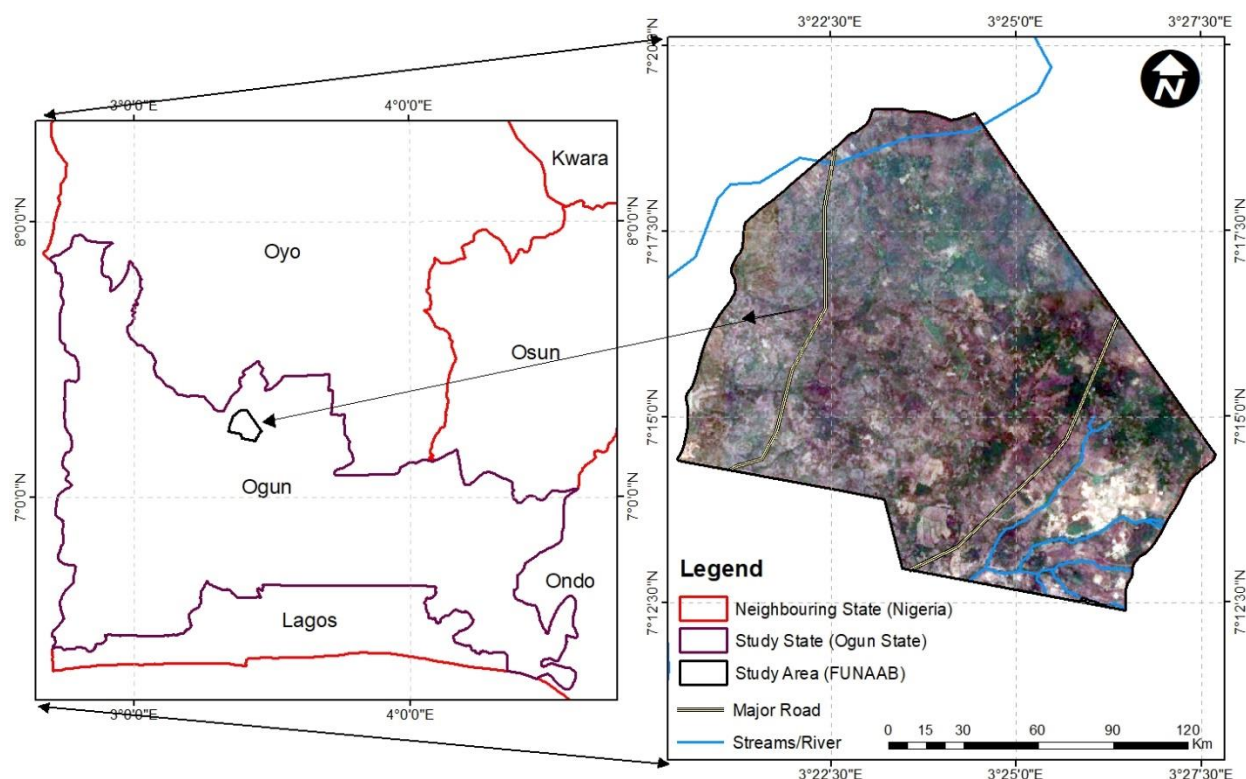 3°0'0"E
4°0'0"E
8°0'0"N
8°0'0"N
7°0'0"N
7°0'0"N
3°0'0"E
4°0'0"E
Kwara
Oyo
Osun
Ogun
Ondo
Lagos
3°22'30"E
3°25'0"E
3°27'30"E
7°20'0"N
N
7°17'30"N
7°17'30"N
7°15'0"N
7°15'0"N
7°12'30"N
7°12'30"N
Legend
Neighbouring State (Nigeria)
Study State (Ogun State)
Study Area (FUNAAB)
Major Road
Streams/River
0 15 30 60 90 120
Km
3°22'30"E
3°25'0"E
3°27'30"E